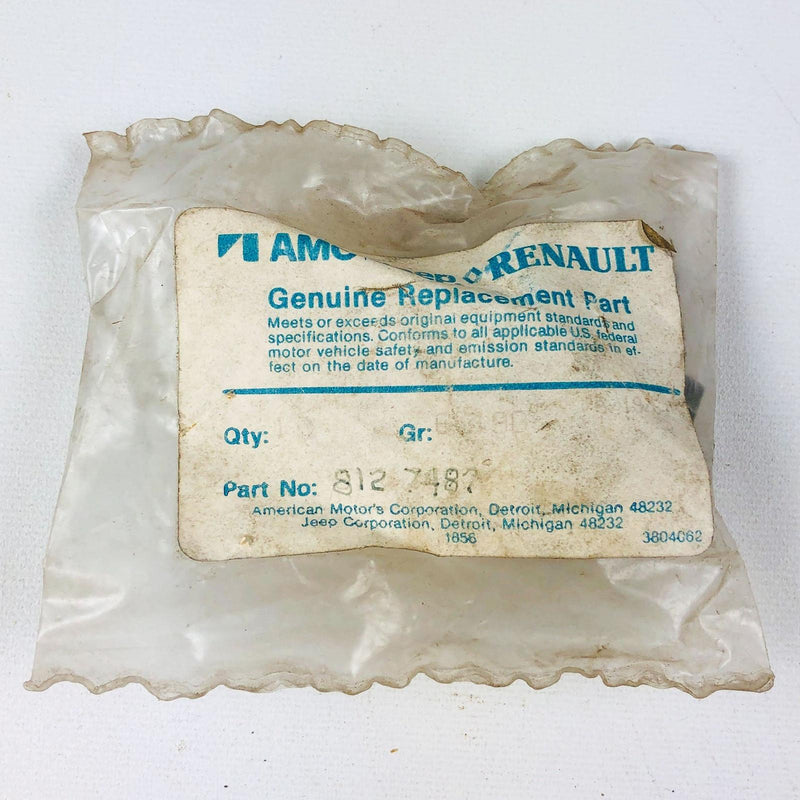 AMC Jeep RENAULT
Genuine Replacement Part
Meets or exceeds original equipment standards and
specifications. Conforms to all applicable U.S. federal
motor vehicle safety and emission standards in ef-
fect on the date of manufacture.
Qty: Gr:
Part No: 812 7487
American Motor's Corporation, Detroit, Michigan 48232
Jeep Corporation, Detroit, Michigan 48232
1856 3804062